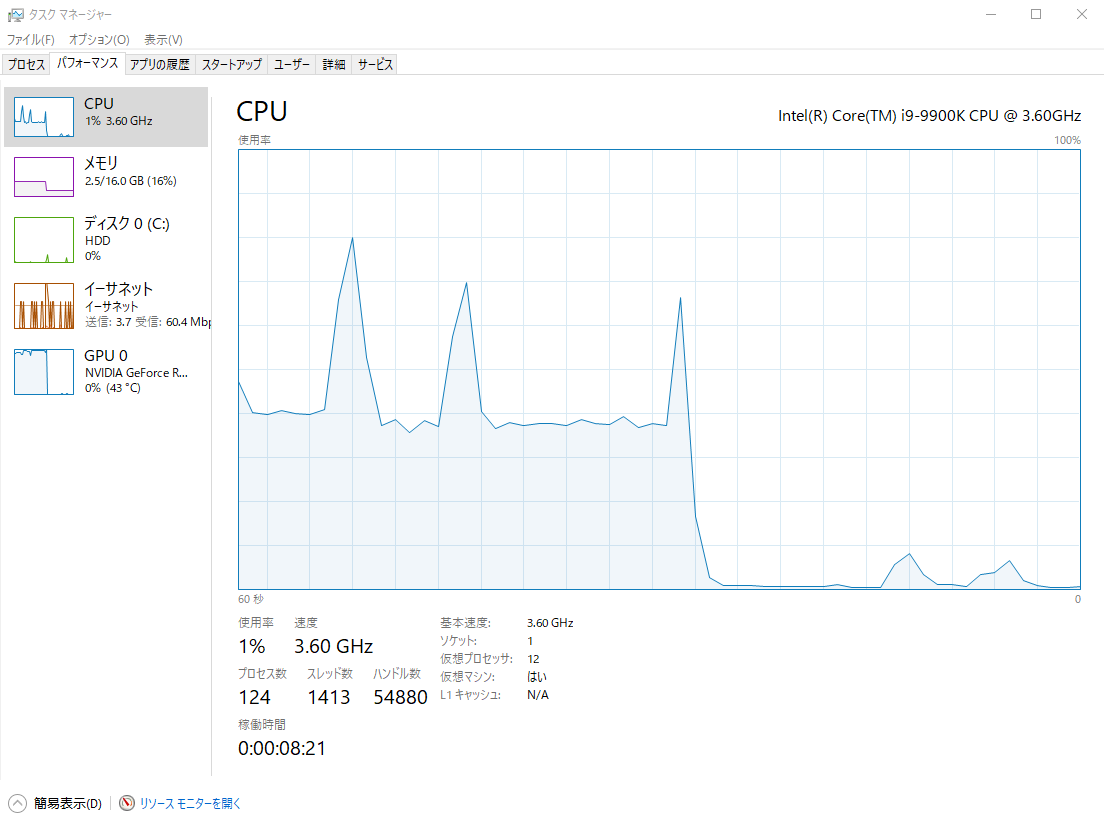 タスク マネージャー
ファイル(F) オプション(O) 表示(V)
プロセス パフォーマンス アプリの履歴 スタートアップ ユーザー 詳細 サービス
CPU
1% 3.60 GHz
メモリ
2.5/16.0 GB (16%)
ディスク 0 (C:)
HDD
0%
イーサネット
イーサネット
送信: 3.7 受信: 60.4 Mbp
GPU 0
NVIDIA GeForce R...
0% (43 °C)
CPU
Intel(R) Core(TM) i9-9900K CPU @ 3.60GHz
使用率 100%
60 秒 0
使用率 速度
1% 3.60 GHz
プロセス数 スレッド数 ハンドル数
124 1413 54880
稼働時間
0:00:08:21
基本速度: 3.60 GHz
ソケット: 1
仮想プロセッサ: 12
仮想マシン: はい
L1 キャッシュ: N/A
簡易表示(D) リソース モニターを開く